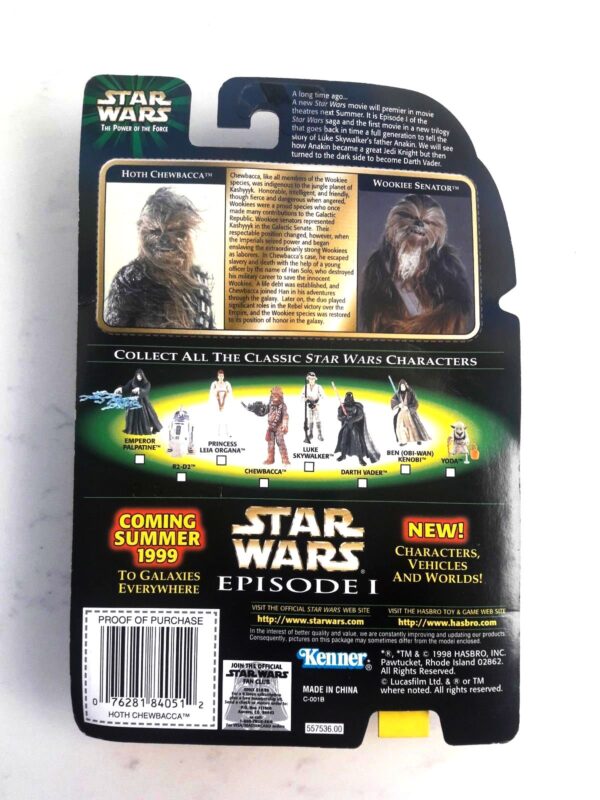 STAR
WARS
THE POWER OF THE FORCE
A long time ago...
A new Star Wars movie will premier in movie
theatres next Summer. It is Episode I of the
Star Wars saga and the first movie in a new trilogy
that goes back in time a full generation to tell the
story of Luke Skywalker's father Anakin. We will see
how Anakin became a great Jedi Knight but then
turned to the dark side to become Darth Vader.
HOTH CHEWBACCA™
Chewbacca, like all members of the Wookiee
species, was indigenous to the jungle planet of
Kashyyyk. Honorable, intelligent, and friendly,
though fierce and dangerous when angered,
Wookiees were a proud species who once
made many contributions to the Galactic
Republic. Wookiee senators represented
Kashyyyk in the Galactic Senate. Their
respectable position changed, however, when
the Imperials seized power and began
enslaving the extraordinarily strong Wookiees
as laborers. In Chewbacca's case, he escaped
slavery and death with the help of a young
officer by the name of Han Solo, who destroyed
his military career to save the innocent
Wookiee. A life debt was established, and
Chewbacca joined Han in his adventures
through the galaxy. Later on, the duo played
significant roles in the Rebel victory over the
Empire, and the Wookiee species was restored
to its position of honor in the galaxy.
WOOKIEE SENATOR™
COLLECT ALL THE CLASSIC STAR WARS CHARACTERS
EMPEROR
PALPATINE™
R2-D2™
PRINCESS
LEIA ORGANA™
CHEWBACCA™
LUKE
SKYWALKER™
DARTH VADER™
BEN (OBI-WAN)
KENOBI™
YODA™
COMING
SUMMER
1999
TO GALAXIES
EVERYWHERE
STAR
WARS
EPISODE I
NEW!
CHARACTERS,
VEHICLES
AND WORLDS!
VISIT THE OFFICIAL STAR WARS WEB SITE
http://www.starwars.com
VISIT THE HASBRO TOY & GAME WEB SITE
http://www.hasbro.com
In the interest of better quality and value, we are constantly improving and updating our products.
Consequently, pictures on this package may sometimes differ from the model enclosed.
PROOF OF PURCHASE
0 76281 84051 2
HOTH CHEWBACCA™
JOIN THE OFFICIAL
STAR WARS
FAN CLUB
Kenner®
MADE IN CHINA
C-001B
557536.00
*®, *TM & © 1998 HASBRO, INC.
Pawtucket, Rhode Island 02862.
All Rights Reserved.
© Lucasfilm Ltd. & ® or TM
where noted. All rights reserved.